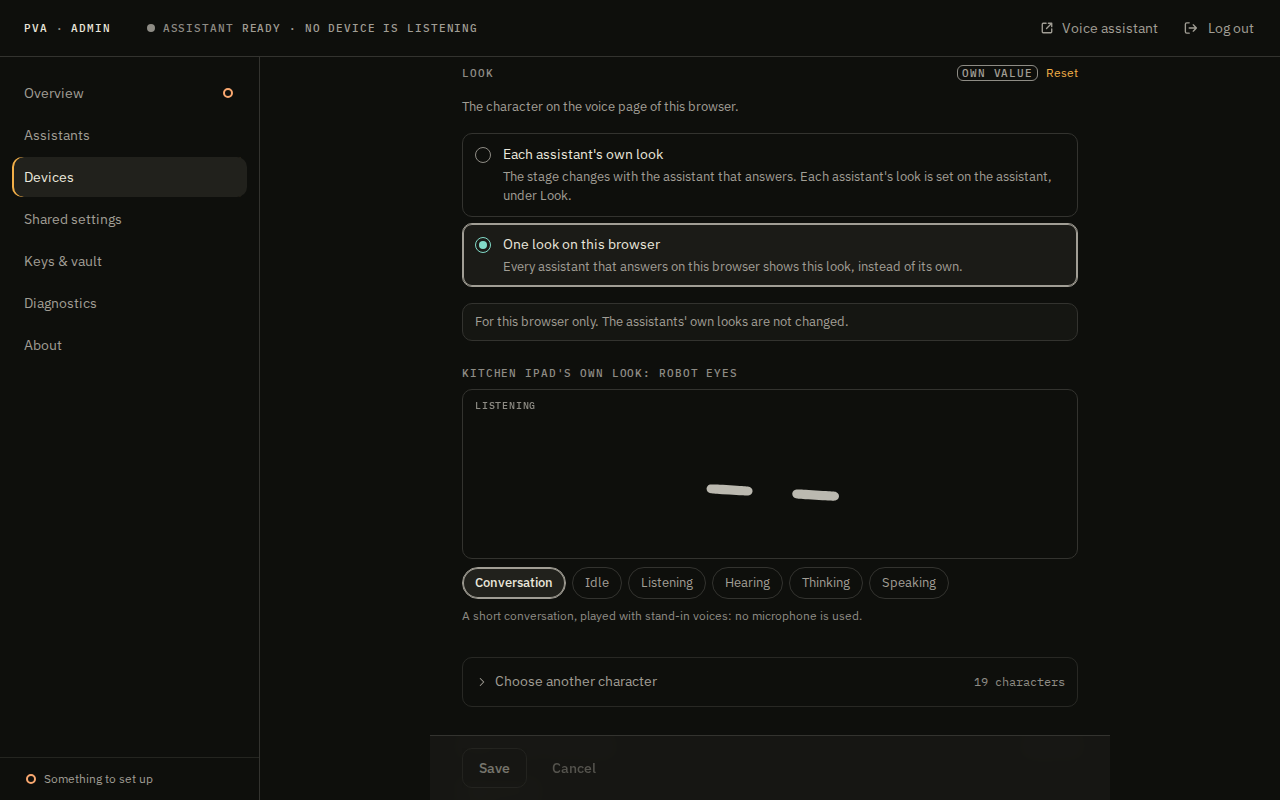 PVA · ADMIN
ASSISTANT READY · NO DEVICE IS LISTENING
Voice assistant
Log out
Overview
Assistants
Devices
Shared settings
Keys & vault
Diagnostics
About
Something to set up
LOOK
OWN VALUE
Reset
The character on the voice page of this browser.
Each assistant's own look
The stage changes with the assistant that answers. Each assistant's look is set on the assistant,
under Look.
One look on this browser
Every assistant that answers on this browser shows this look, instead of its own.
For this browser only. The assistants' own looks are not changed.
KITCHEN IPAD'S OWN LOOK: ROBOT EYES
LISTENING
Conversation
Idle
Listening
Hearing
Thinking
Speaking
A short conversation, played with stand-in voices: no microphone is used.
Choose another character
19 characters
Save
Cancel